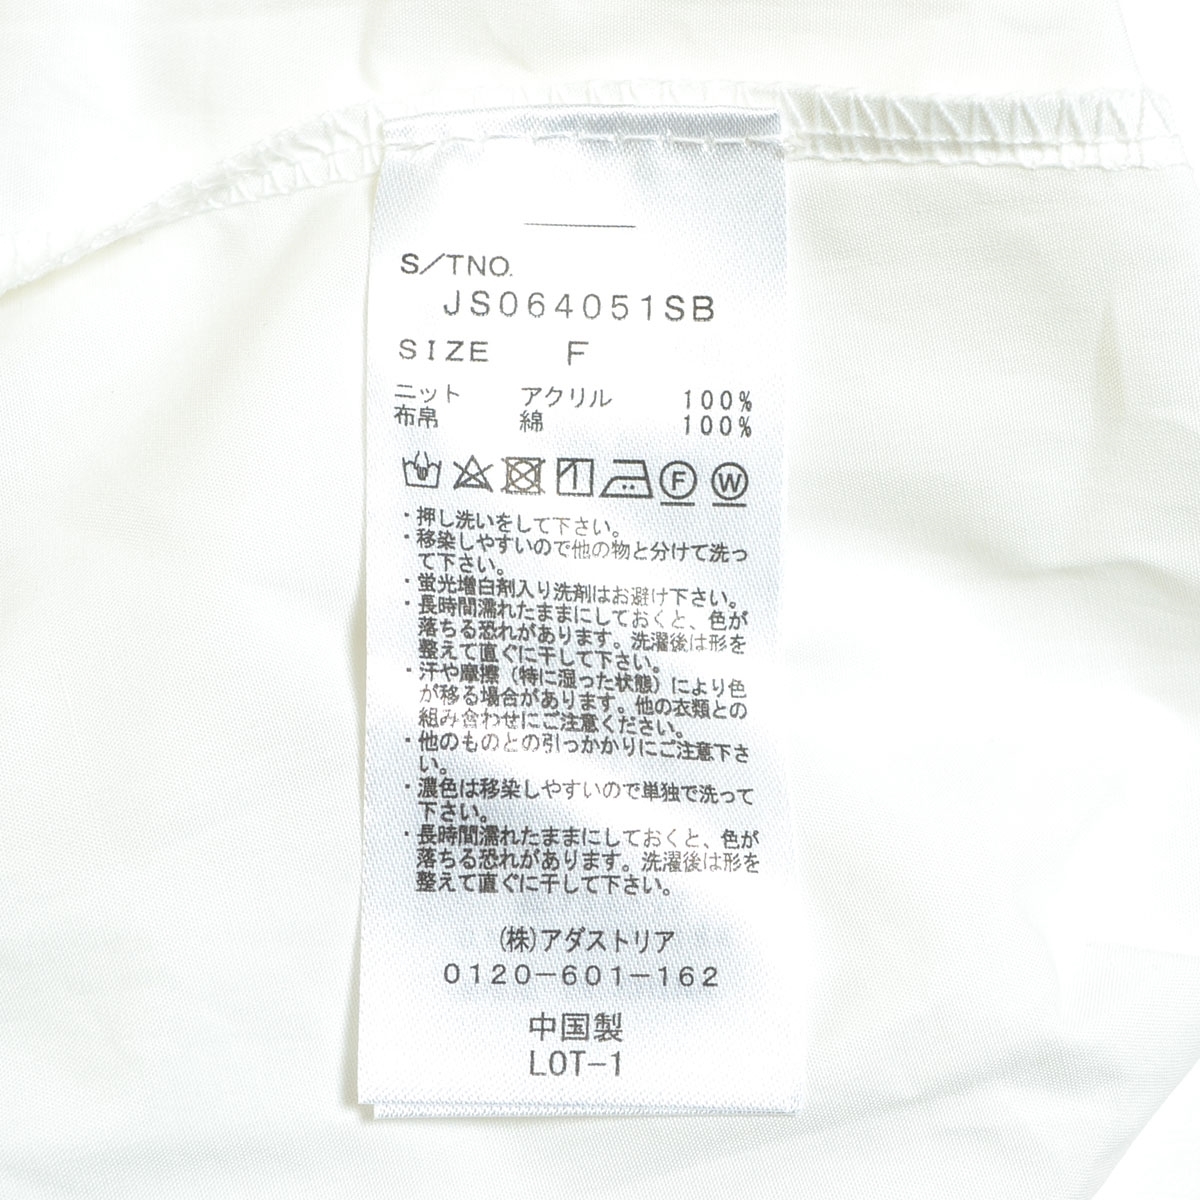 S/TNO.
JS064051SB
SIZE F
ニット アクリル 100%
布帛 綿 100%
F W
・押し洗いをして下さい。
・移染しやすいので他の物と分けて洗っ
て下さい。
・蛍光増白剤入り洗剤はお避け下さい。
・長時間濡れたままにしておくと、色が
落ちる恐れがあります。洗濯後は形を
整えて直ぐに干して下さい。
・汗や摩擦（特に湿った状態）により色
が移る場合があります。他の衣類との
組み合わせにご注意ください。
・他のものとの引っかかりにご注意下さ
い。
・濃色は移染しやすいので単独で洗って
下さい。
・長時間濡れたままにしておくと、色が
落ちる恐れがあります。洗濯後は形を
整えて直ぐに干して下さい。
(株)アダストリア
0120-601-162
中国製
LOT-1